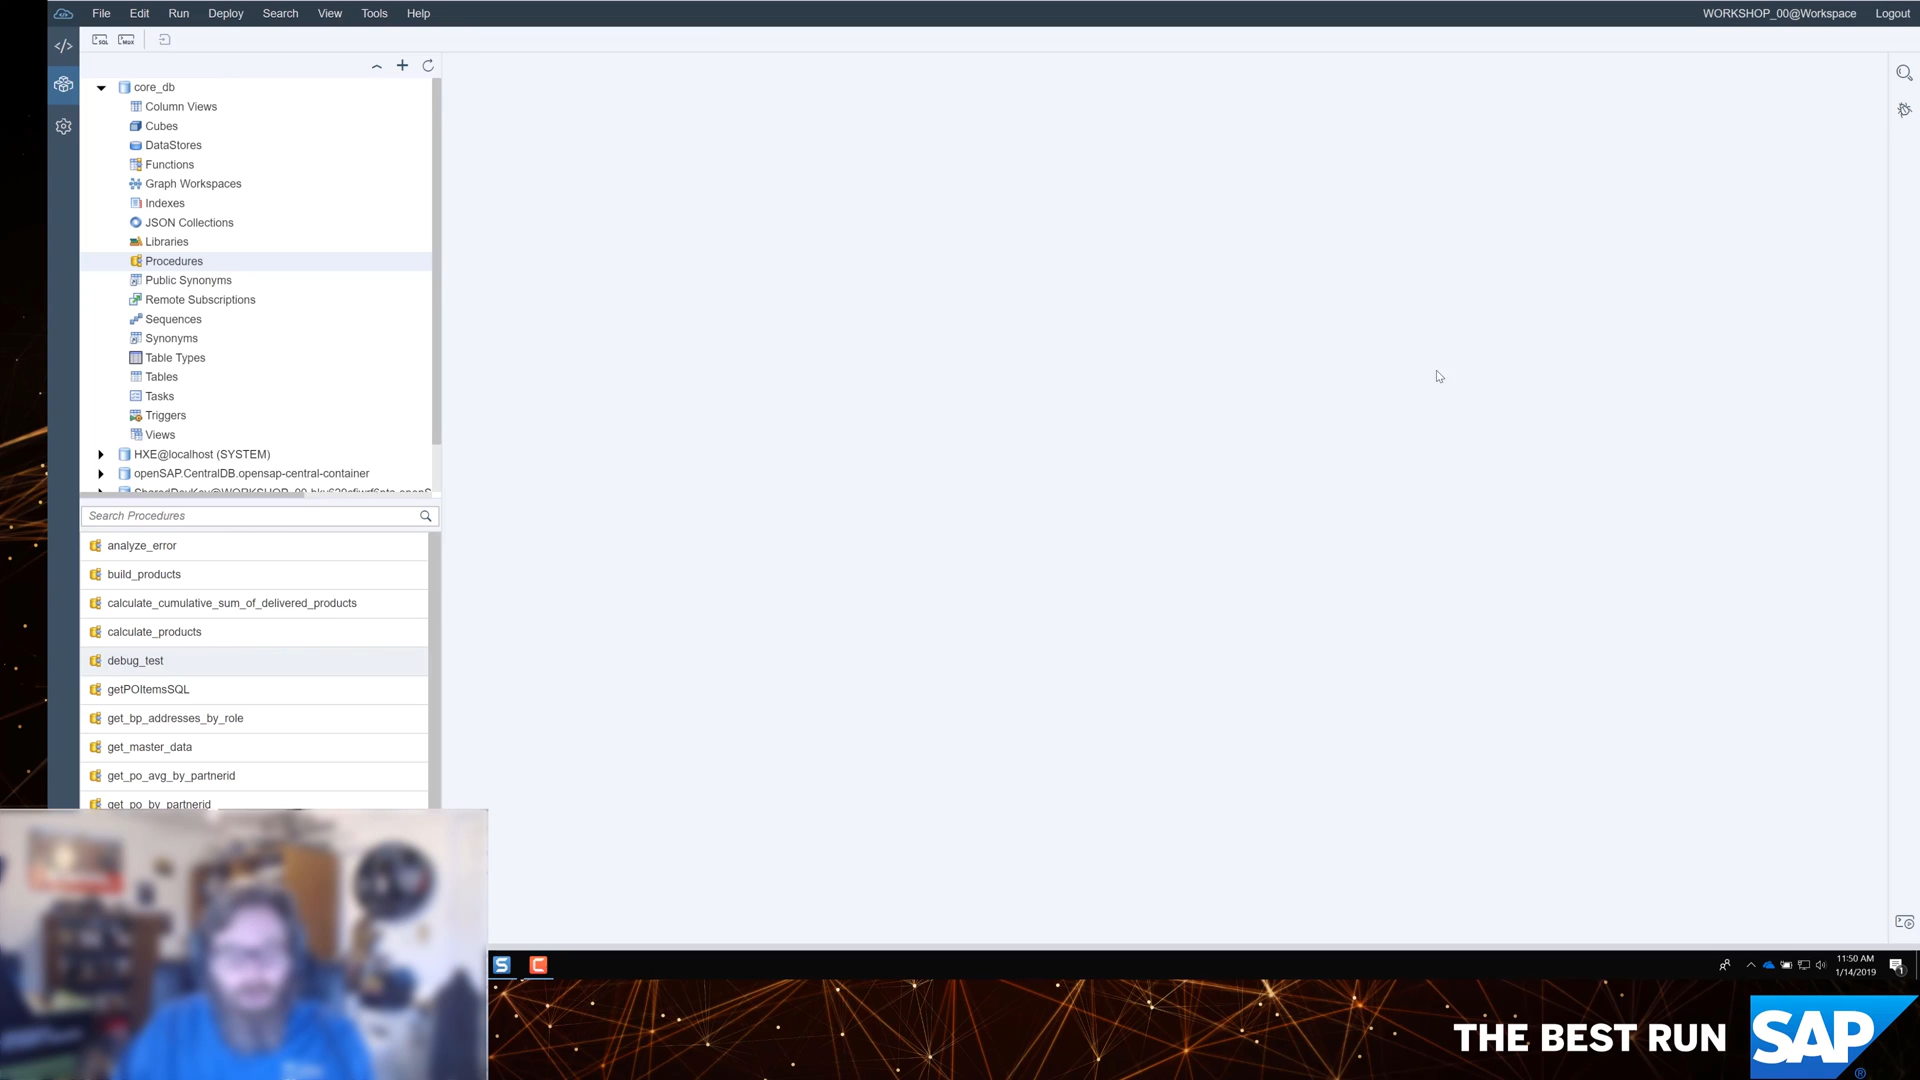 File Edit Run Deploy Search View Tools Help
WORKSHOP_00@Workspace Logout
SQL MDX
core_db
Column Views
Cubes
DataStores
Functions
Graph Workspaces
Indexes
JSON Collections
Libraries
Procedures
Public Synonyms
Remote Subscriptions
Sequences
Synonyms
Table Types
Tables
Tasks
Triggers
Views
HXE@localhost (SYSTEM)
openSAP.CentralDB.opensap-central-container
Search Procedures
analyze_error
build_products
calculate_cumulative_sum_of_delivered_products
calculate_products
debug_test
getPOItemsSQL
get_bp_addresses_by_role
get_master_data
get_po_avg_by_partnerid
get_po_by_partnerid
S C
11:50 AM
1/14/2019
1
THE BEST RUN SAP ®